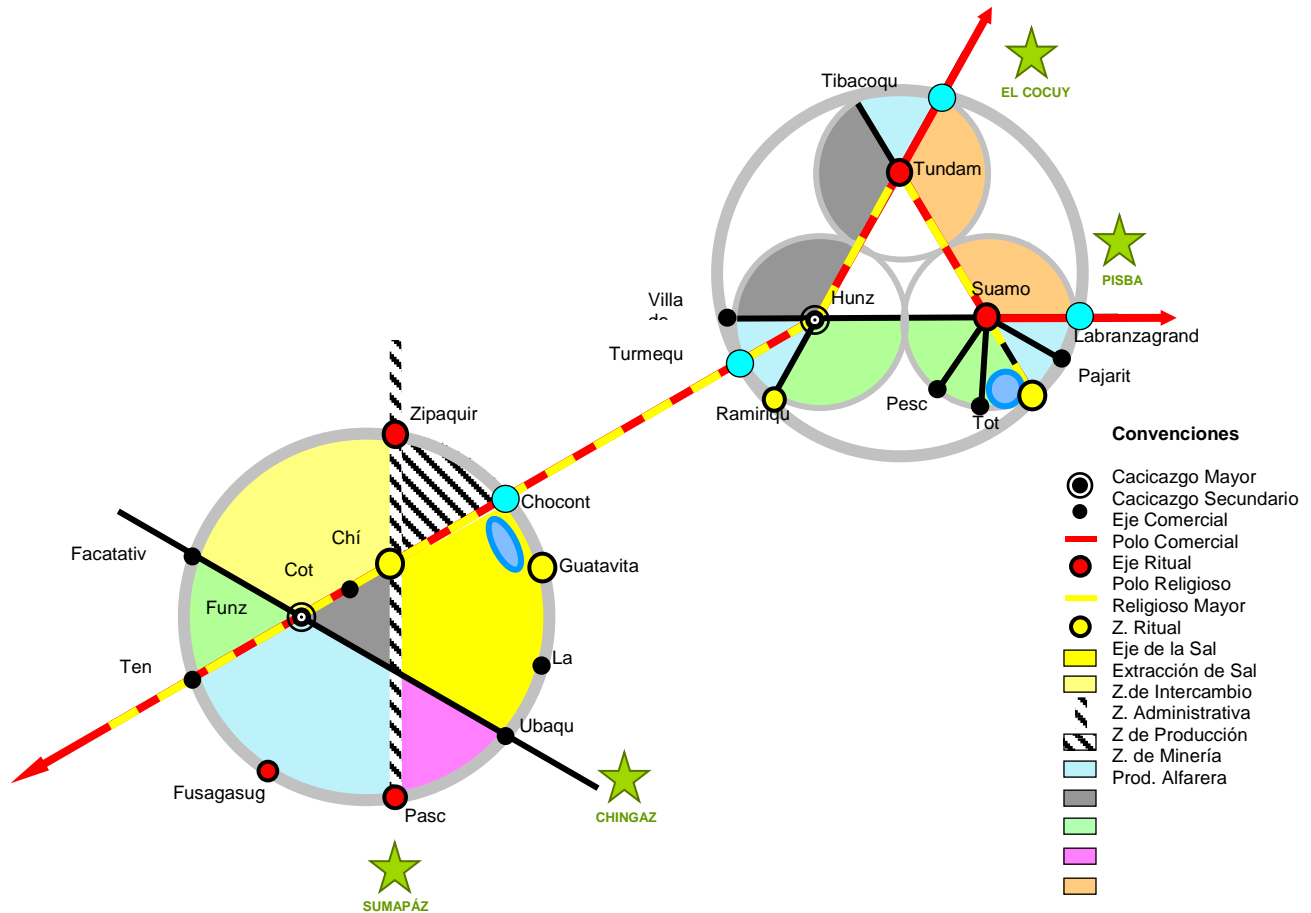 EL COCUY
Tibacoqu
Tundam
PISBA
Suamo
Hunz
Villa
Labranzagrand
Turmequ
Pajarit
Pesc
Ramiriqu
Tot
Zipaquir
Chocont
Chí
Facatativ
Cot
Guatavita
Funz
La
Ten
Ubaqu
Fusagasug
Pasc
CHINGAZ
SUMAPÁZ
Convenciones
Cacicazgo Mayor
Cacicazgo Secundario
Eje Comercial
Polo Comercial
Eje Ritual
Polo Religioso
Religioso Mayor
Z. Ritual
Eje de la Sal
Extracción de Sal
Z.de Intercambio
Z. Administrativa
Z de Producción
Z. de Minería
Prod. Alfarera